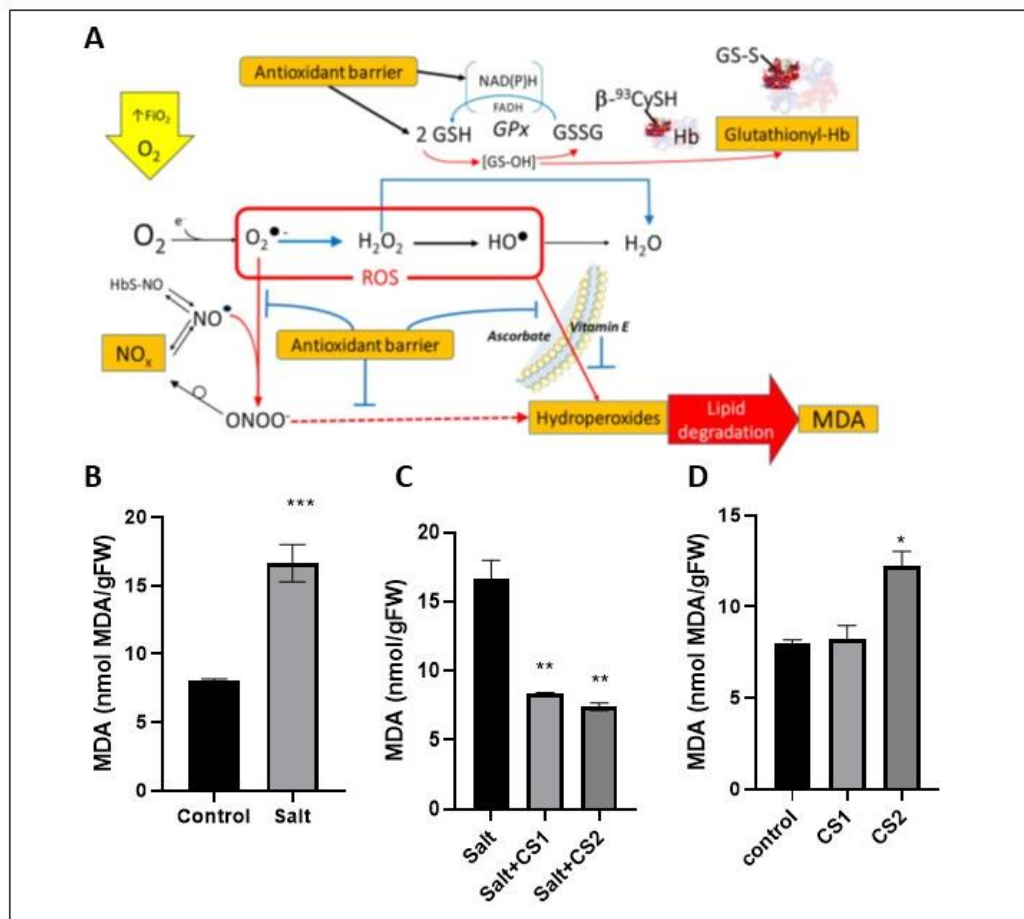 A
Antioxidant barrier
NAD(P)H
FADH
2 GSH
GPx
GSSG
[GS-OH]
β-⁹³CySH
Hb
GS-S
Glutathionyl-Hb
↑FiO₂
O₂
O₂
e⁻
O₂●⁻
H₂O₂
HO●
H₂O
ROS
HbS-NO
NO●
NOₓ
ONOO⁻
Antioxidant barrier
Ascorbate
Vitamin E
Hydroperoxides
Lipid
degradation
MDA
B
MDA (nmol MDA/gFW)
20
15
10
5
0
***
Control
Salt
C
MDA (nmol/gFW)
20
15
10
5
0
**
**
Salt
Salt+CS1
Salt+CS2
D
MDA (nmol MDA/gFW)
15
10
5
0
*
control
CS1
CS2